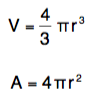 V = 4/3 πr³
A = 4πr²